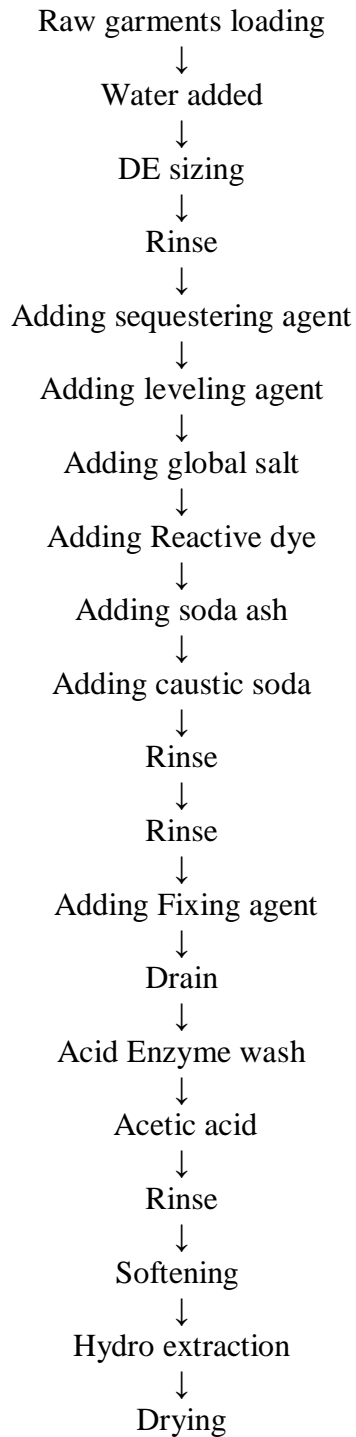 Raw garments loading
↓
Water added
↓
DE sizing
↓
Rinse
↓
Adding sequestering agent
↓
Adding leveling agent
↓
Adding global salt
↓
Adding Reactive dye
↓
Adding soda ash
↓
Adding caustic soda
↓
Rinse
↓
Rinse
↓
Adding Fixing agent
↓
Drain
↓
Acid Enzyme wash
↓
Acetic acid
↓
Rinse
↓
Softening
↓
Hydro extraction
↓
Drying